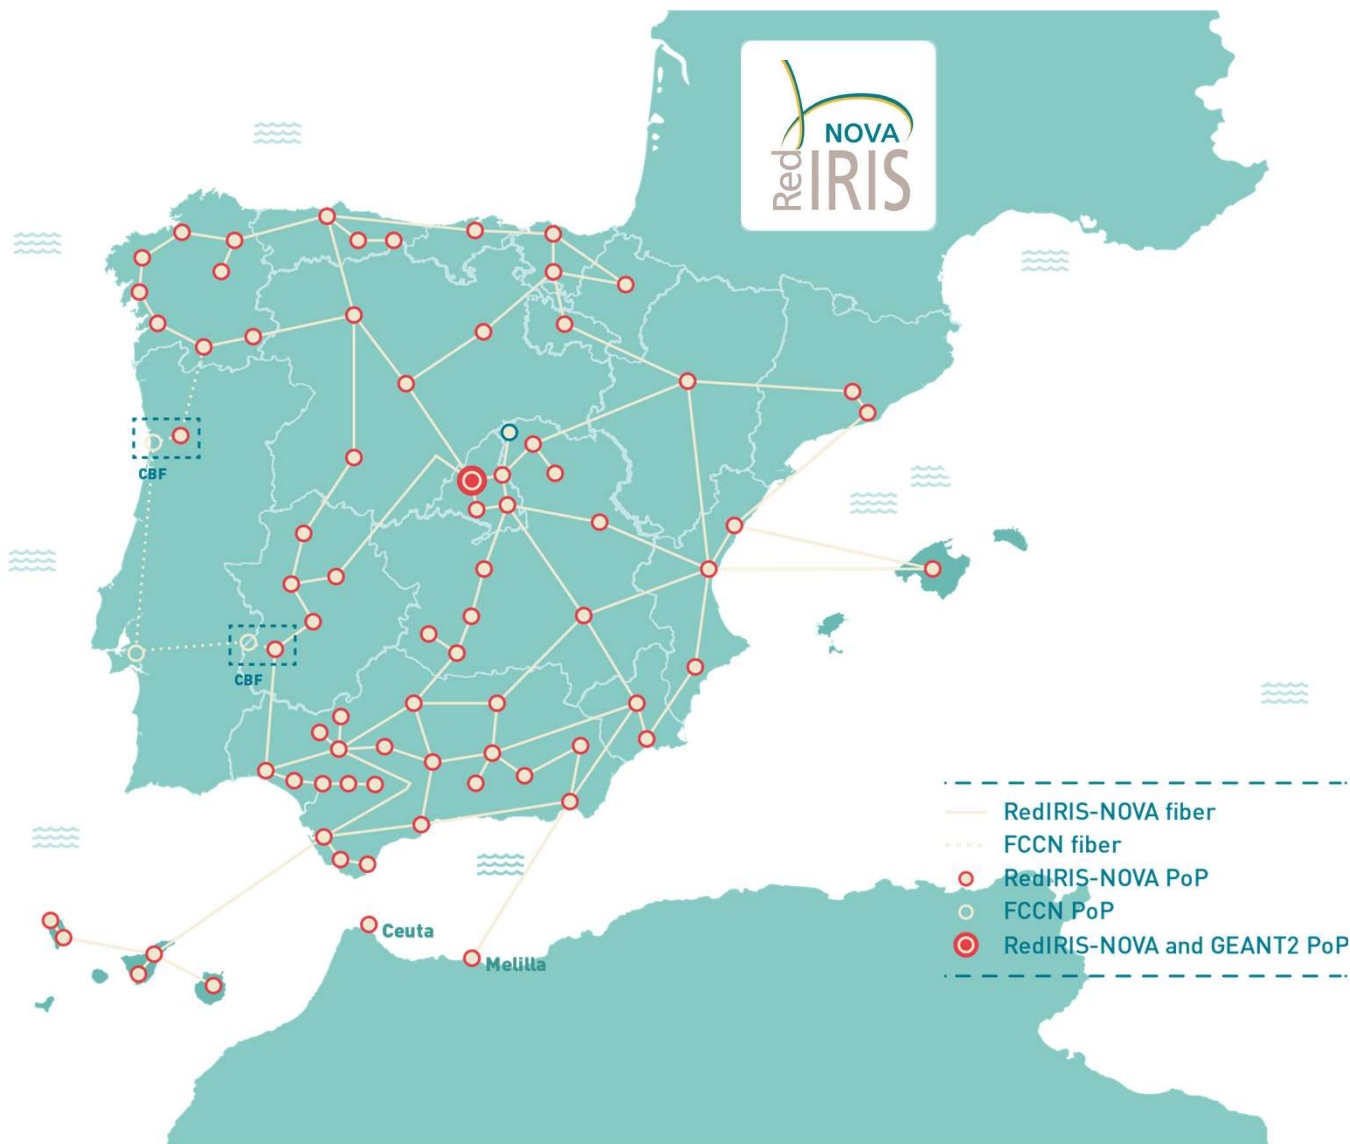 NOVA
Red IRIS
CBF
CBF
RedIRIS-NOVA fiber
FCCN fiber
RedIRIS-NOVA PoP
FCCN PoP
RedIRIS-NOVA and GEANT2 PoP
Ceuta
Melilla